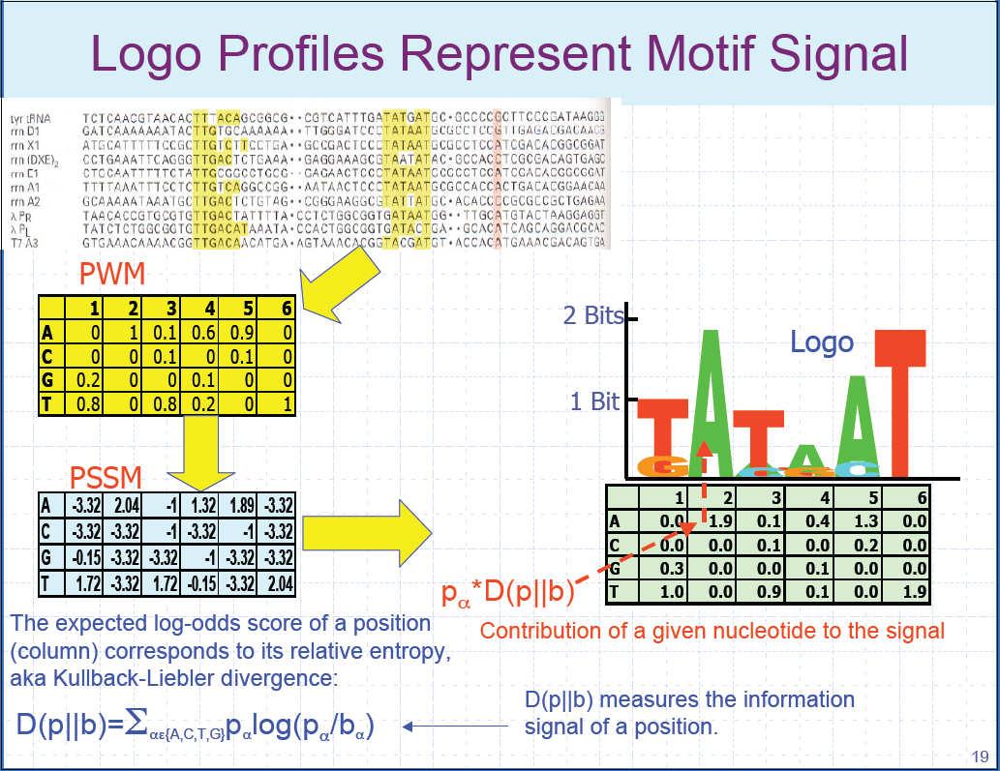 Logo Profiles Represent Motif Signal
tyr tRNA TCTCAACGTAACACTTTACAGCGGCG··CGTCATTTGATATGATGC·GCCCCGCTTCCCGATAAGGG
rrn D1 GATCAAAAAAATACTTGTGCAAAAAA··TTGGGATCCCTATAATGCGCCTCCGTTGAGACGACAACG
rrn X1 ATGCATTTTTCCGCTTGTCTTCCTGA··GCCGACTCCCTATAATGCGCCTCCATCGACACGGCGGAT
rrn (DXE)2 CCTGAAATTCAGGGTTGACTCTGAAA··GAGGAAAGCGTAATATAC·GCCACCTCGCGACAGTGAGC
rrn E1 CTGCAATTTTTCTATTGCGGCCTGCG··GAGAACTCCCTATAATGCGCCTCCATCGACACGGCGGAT
rrn A1 TTTTAAATTTCCTCTTGTCAGGCCGG··AATAACTCCCTATAATGCGCCACCACTGACACGGAACAA
rrn A2 GCAAAAATAAATGCTTGACTCTGTAG··CGGGAAGGCGTATTATGC·ACACCCCGCGCCGCTGAGAA
λ PR TAACACCGTGCGTGTTGACTATTTTA·CCTCTGGCGGTGATAATGG··TTGCATGTACTAAGGAGGT
λ PL TATCTCTGGCGGTGTTGACATAAATA·CCACTGGCGGTGATACTGA··GCACATCAGCAGGACGCAC
T7 A3 GTGAAACAAAACGGTTGACAACATGA·AGTAAACACGGTACGATGT·ACCACATGAAACGACAGTGA
PWM
1 2 3 4 5 6
A 0 1 0.1 0.6 0.9 0
C 0 0 0.1 0 0.1 0
G 0.2 0 0 0.1 0 0
T 0.8 0 0.8 0.2 0 1
PSSM
A -3.32 2.04 -1 1.32 1.89 -3.32
C -3.32 -3.32 -1 -3.32 -1 -3.32
G -0.15 -3.32 -3.32 -1 -3.32 -3.32
T 1.72 -3.32 1.72 -0.15 -3.32 2.04
2 Bits
1 Bit
Logo
T A T A A T
G C G C
1 2 3 4 5 6
A 0.0 1.9 0.1 0.4 1.3 0.0
C 0.0 0.0 0.1 0.0 0.2 0.0
G 0.3 0.0 0.0 0.1 0.0 0.0
T 1.0 0.0 0.9 0.1 0.0 1.9
pα*D(p||b)
Contribution of a given nucleotide to the signal
The expected log-odds score of a position
(column) corresponds to its relative entropy,
aka Kullback-Liebler divergence:
D(p||b)=Σαε{A,C,T,G}pαlog(pα/bα)
D(p||b) measures the information
signal of a position.
19